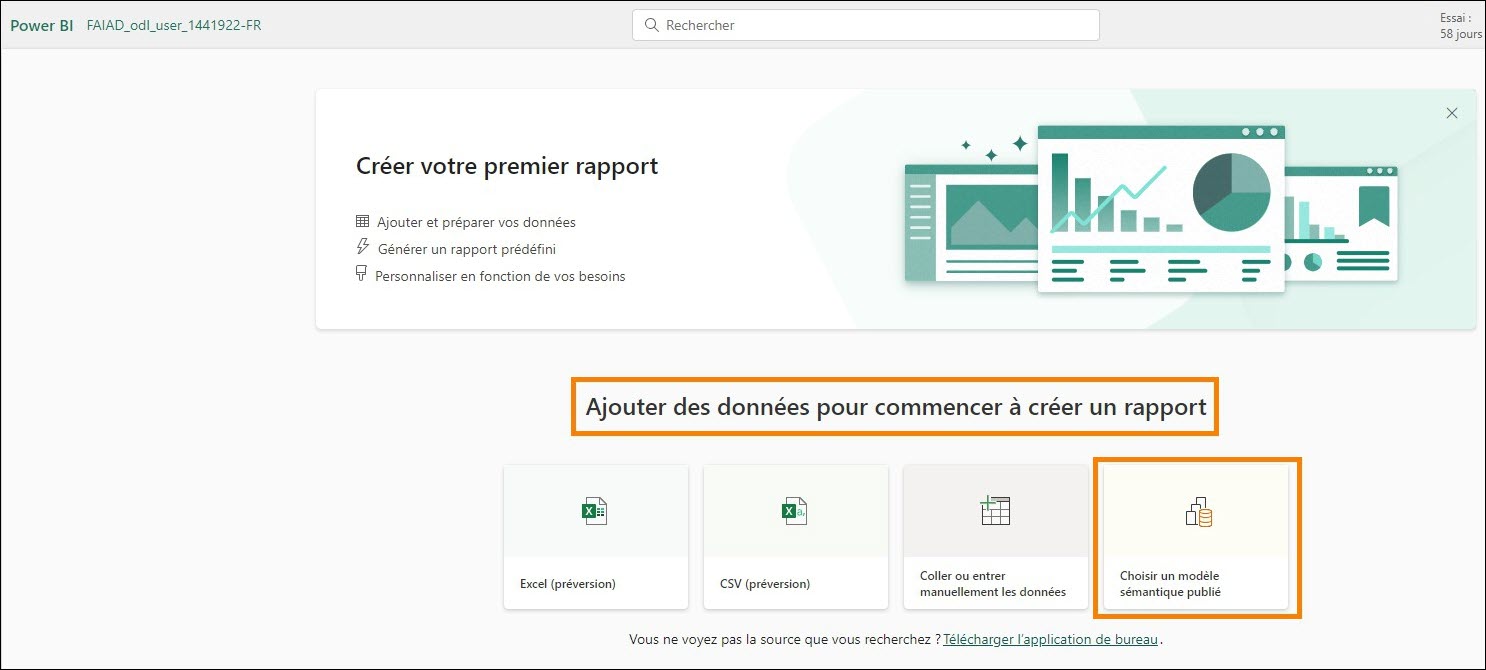 Power BI FAIAD_odl_user_1441922-FR
Rechercher
Essai :
58 jours
Créer votre premier rapport
Ajouter et préparer vos données
Générer un rapport prédéfini
Personnaliser en fonction de vos besoins
Ajouter des données pour commencer à créer un rapport
Excel (préversion)
CSV (préversion)
Coller ou entrer
manuellement les données
Choisir un modèle
sémantique publié
Vous ne voyez pas la source que vous recherchez ? Télécharger l'application de bureau.